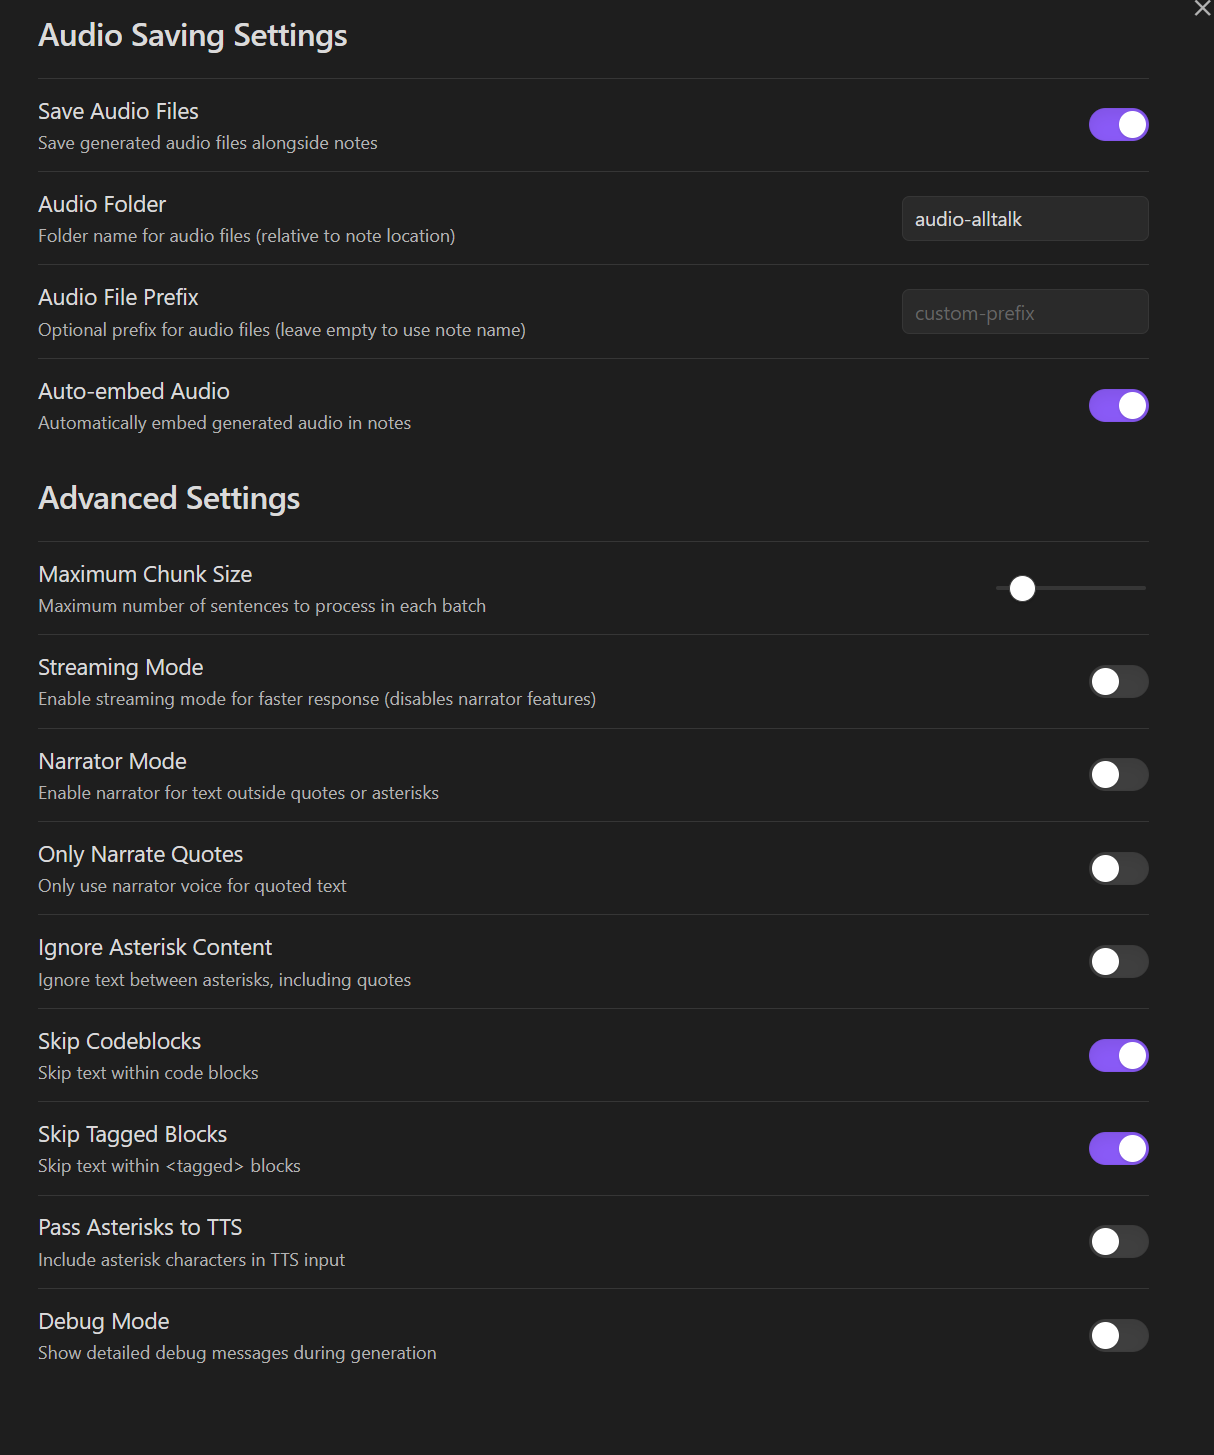 Audio Saving Settings
Save Audio Files
Save generated audio files alongside notes
Audio Folder
Folder name for audio files (relative to note location)
audio-alltalk
Audio File Prefix
Optional prefix for audio files (leave empty to use note name)
custom-prefix
Auto-embed Audio
Automatically embed generated audio in notes
Advanced Settings
Maximum Chunk Size
Maximum number of sentences to process in each batch
Streaming Mode
Enable streaming mode for faster response (disables narrator features)
Narrator Mode
Enable narrator for text outside quotes or asterisks
Only Narrate Quotes
Only use narrator voice for quoted text
Ignore Asterisk Content
Ignore text between asterisks, including quotes
Skip Codeblocks
Skip text within code blocks
Skip Tagged Blocks
Skip text within <tagged> blocks
Pass Asterisks to TTS
Include asterisk characters in TTS input
Debug Mode
Show detailed debug messages during generation